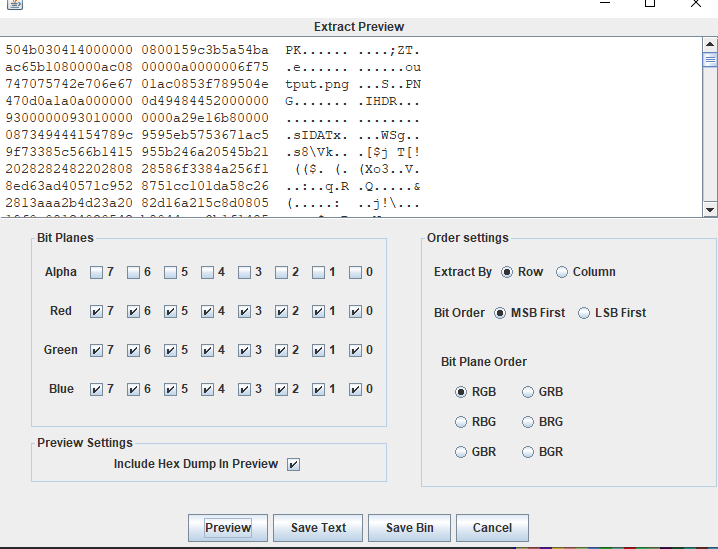 Extract Preview
504b030414000000 0800159c3b5a54ba PK...... ....;ZT.
ac65b1080000ac08 00000a0000006f75 .e...... ......ou
747075742e706e67 01ac0853f789504e tput.png ...S..PN
470d0a1a0a000000 0d49484452000000 G....... .IHDR...
9300000093010000 0000a29e16b80000 ........ ........
087349444154789c 9595eb5753671ac5 .sIDATx. ...WSg..
9f73385c566b1415 955b246a20545b21 .s8\Vk.. .[$j T[!
2028282482202808 28586f3384a256f1 (($. (. (Xo3..V.
8ed63ad40571c952 8751cc101da58c26 ..:..q.R .Q.....&
2813aaa2b4d23a20 82d16a215c8d0805 (.....: ..j!\...
Bit Planes
Alpha 7 6 5 4 3 2 1 0
Red 7 6 5 4 3 2 1 0
Green 7 6 5 4 3 2 1 0
Blue 7 6 5 4 3 2 1 0
Preview Settings
Include Hex Dump In Preview
Order settings
Extract By Row Column
Bit Order MSB First LSB First
Bit Plane Order
RGB GRB
RBG BRG
GBR BGR
Preview Save Text Save Bin Cancel